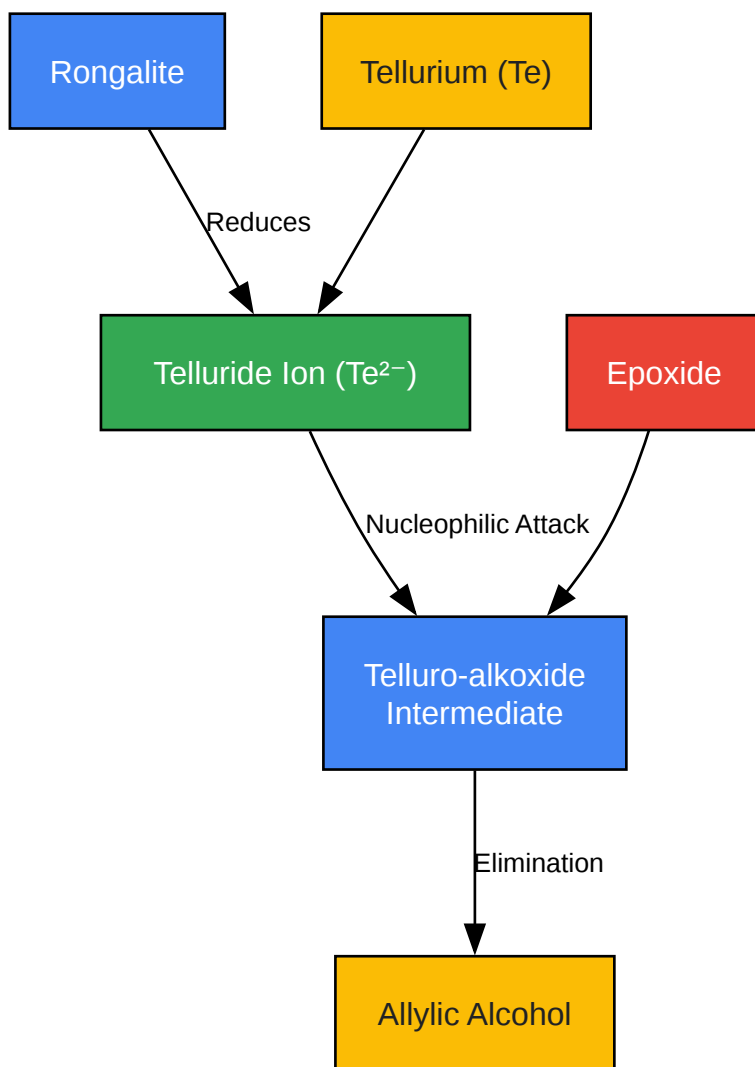 Rongalite
Tellurium (Te)
Reduces
Telluride Ion (Te²⁻)
Epoxide
Nucleophilic Attack
Telluro-alkoxide
Intermediate
Elimination
Allylic Alcohol